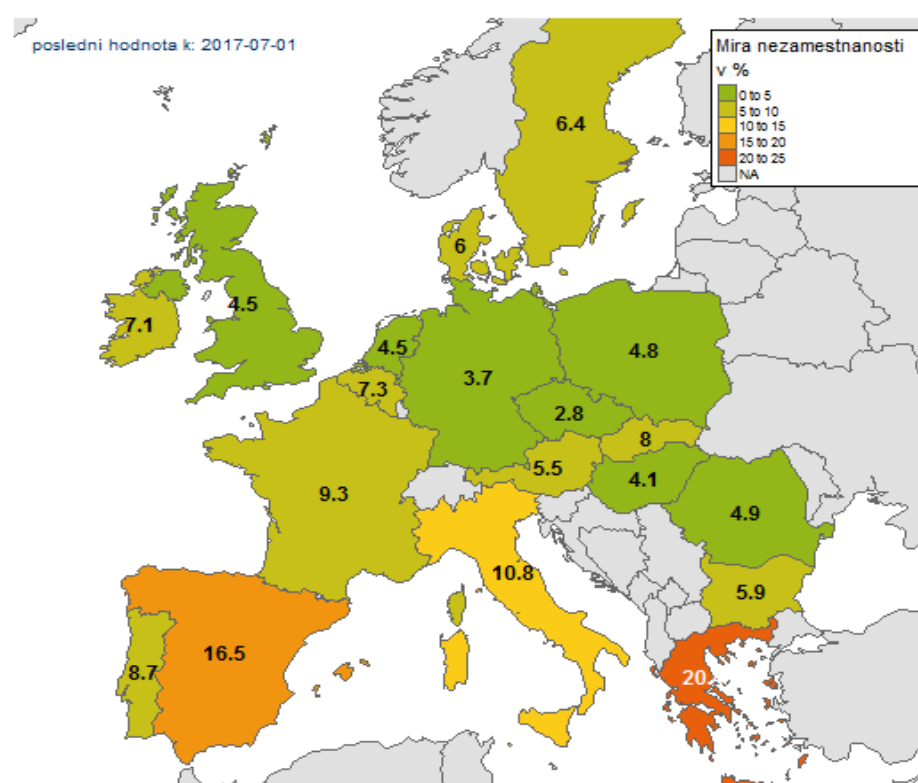 posledni hodnota k: 2017-07-01
Mira nezamestnanosti
v %
0 to 5
5 to 10
10 to 15
15 to 20
20 to 25
NA
6.4
6
4.5
7.1
4.5
4.8
3.7
7.3
2.8
8
5.5
4.1
9.3
4.9
10.8
5.9
16.5
8.7
20